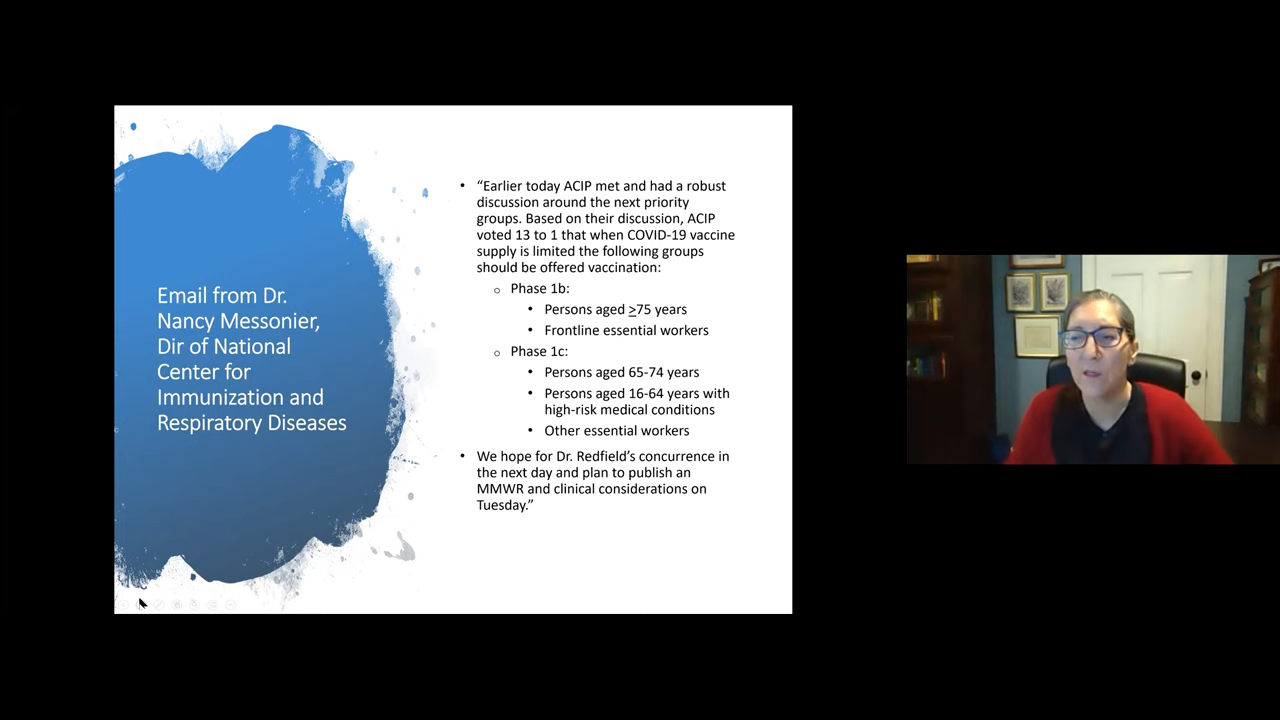 Email from Dr.
Nancy Messonier,
Dir of National
Center for
Immunization and
Respiratory Diseases
• “Earlier today ACIP met and had a robust
discussion around the next priority
groups. Based on their discussion, ACIP
voted 13 to 1 that when COVID-19 vaccine
supply is limited the following groups
should be offered vaccination:
o Phase 1b:
• Persons aged ≥75 years
• Frontline essential workers
o Phase 1c:
• Persons aged 65-74 years
• Persons aged 16-64 years with
high-risk medical conditions
• Other essential workers
• We hope for Dr. Redfield’s concurrence in
the next day and plan to publish an
MMWR and clinical considerations on
Tuesday.”